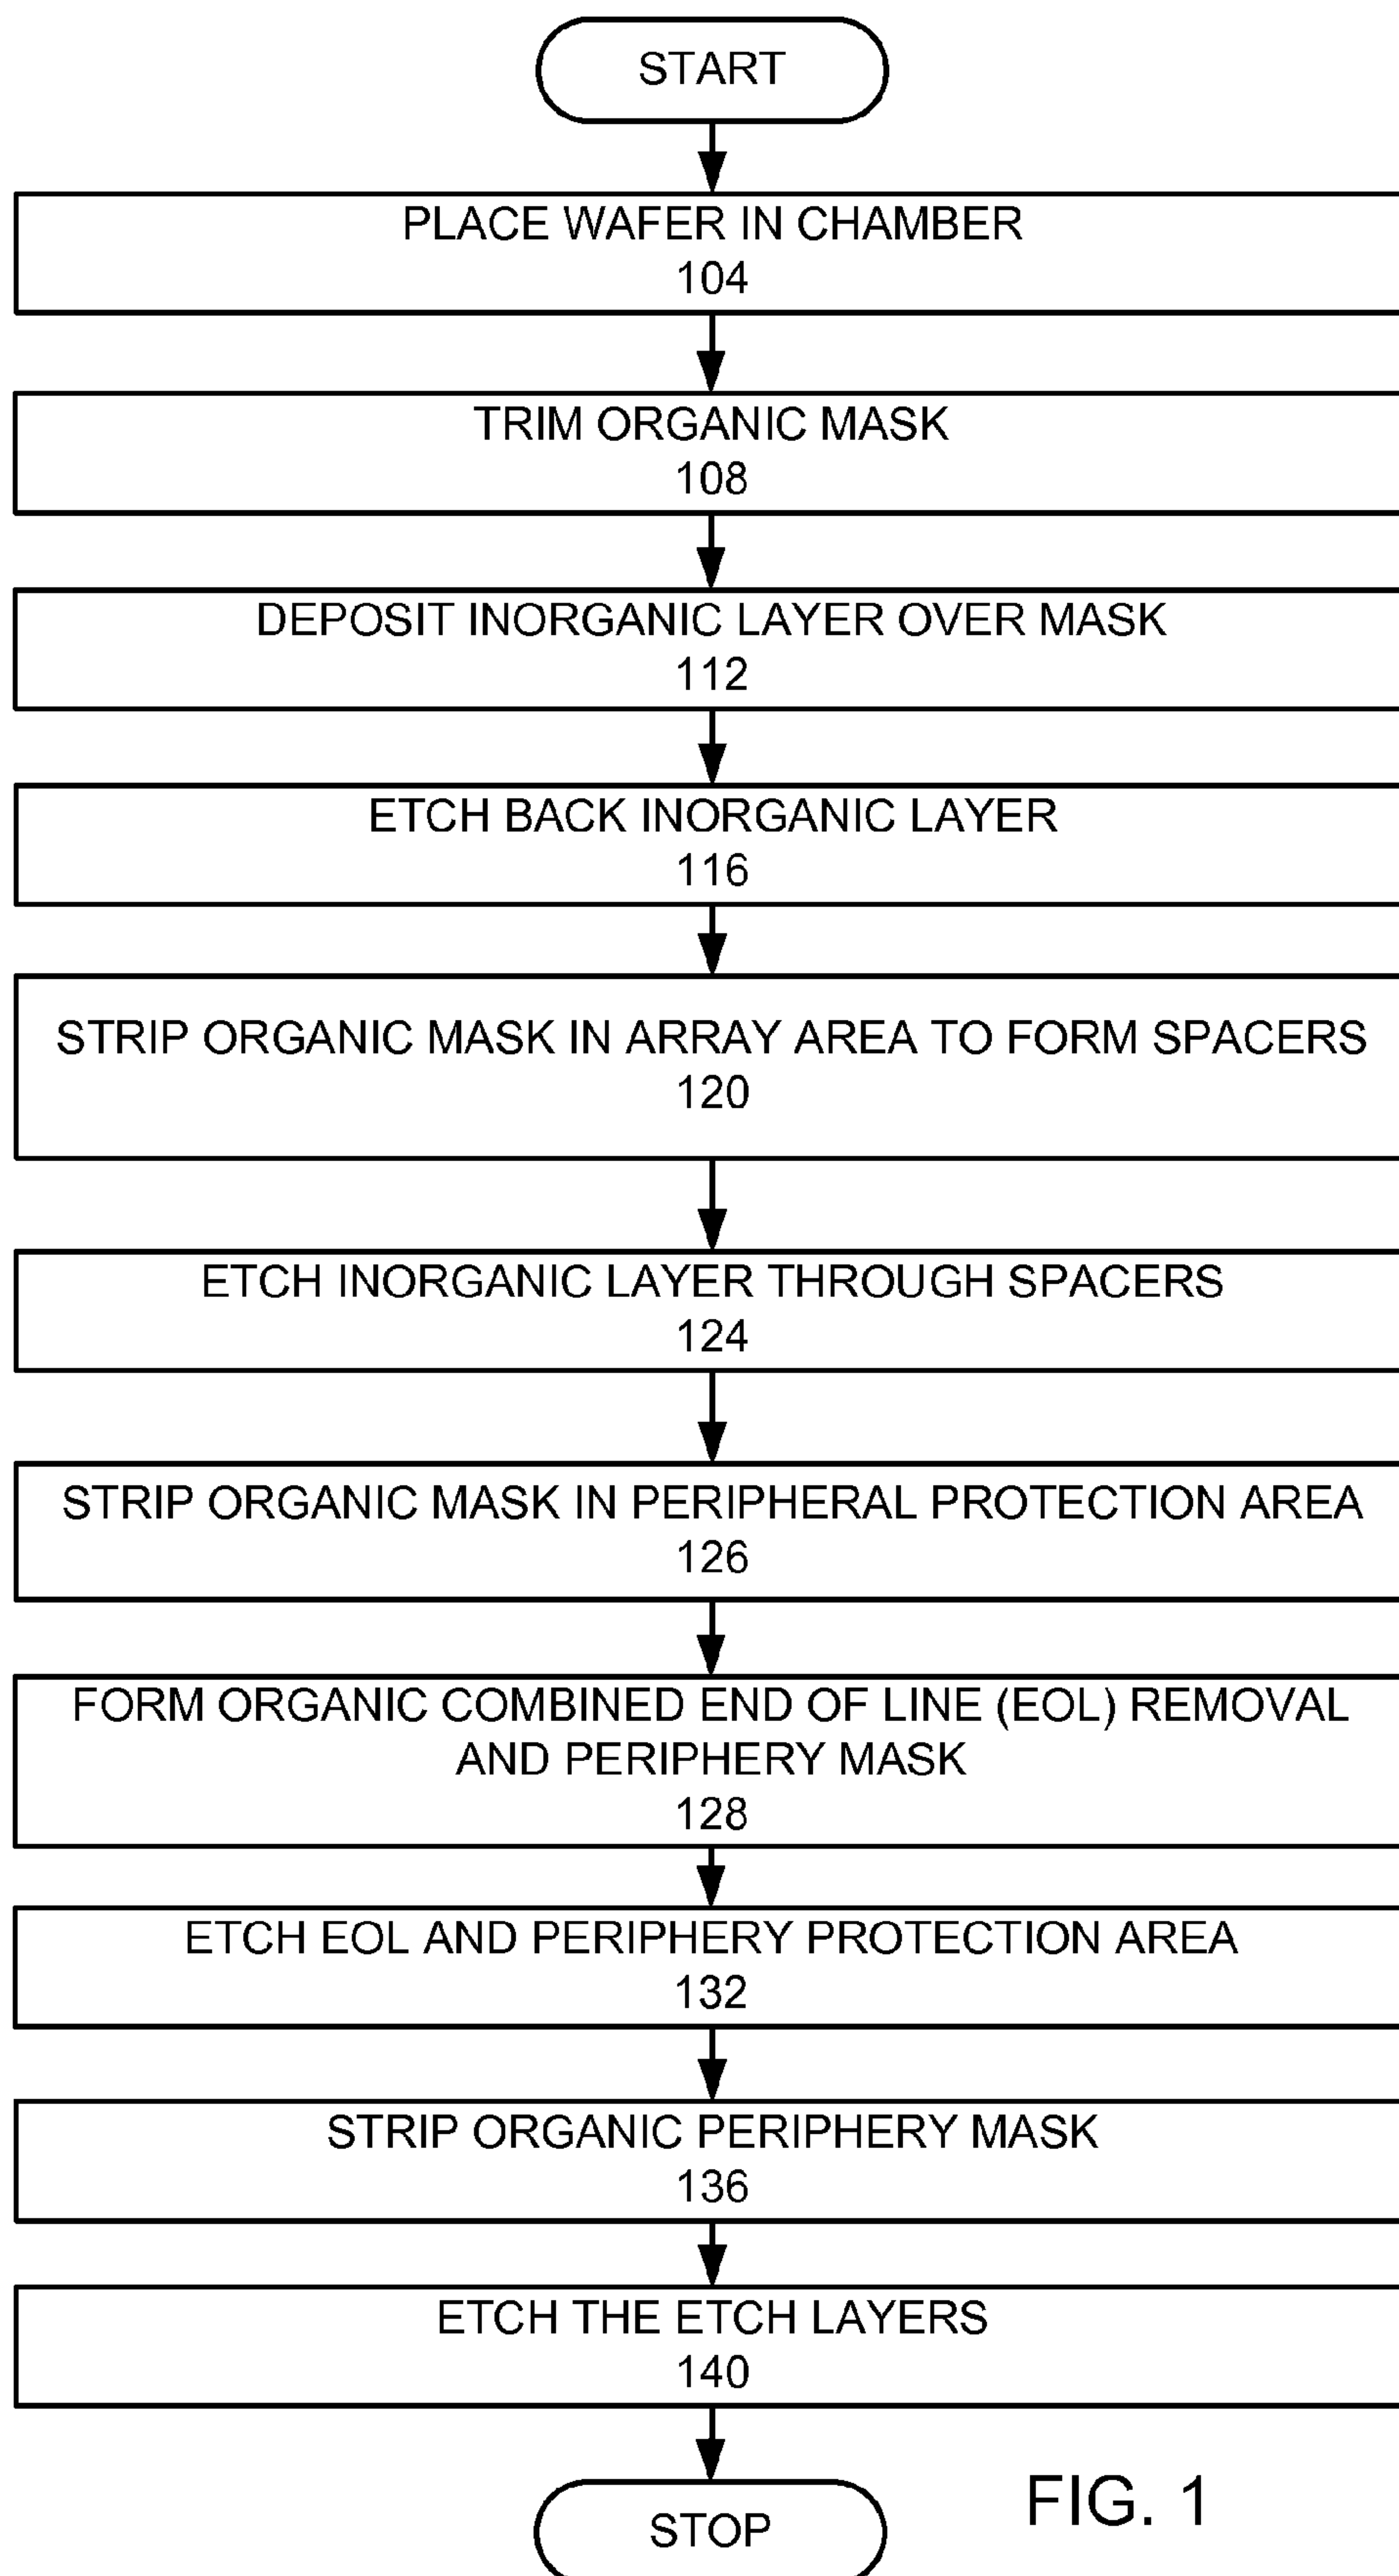 START
PLACE WAFER IN CHAMBER
104
TRIM ORGANIC MASK
108
DEPOSIT INORGANIC LAYER OVER MASK
112
ETCH BACK INORGANIC LAYER
116
STRIP ORGANIC MASK IN ARRAY AREA TO FORM SPACERS
120
ETCH INORGANIC LAYER THROUGH SPACERS
124
STRIP ORGANIC MASK IN PERIPHERAL PROTECTION AREA
126
FORM ORGANIC COMBINED END OF LINE (EOL) REMOVAL
AND PERIPHERY MASK
128
ETCH EOL AND PERIPHERY PROTECTION AREA
132
STRIP ORGANIC PERIPHERY MASK
136
ETCH THE ETCH LAYERS
140
STOP
FIG. 1